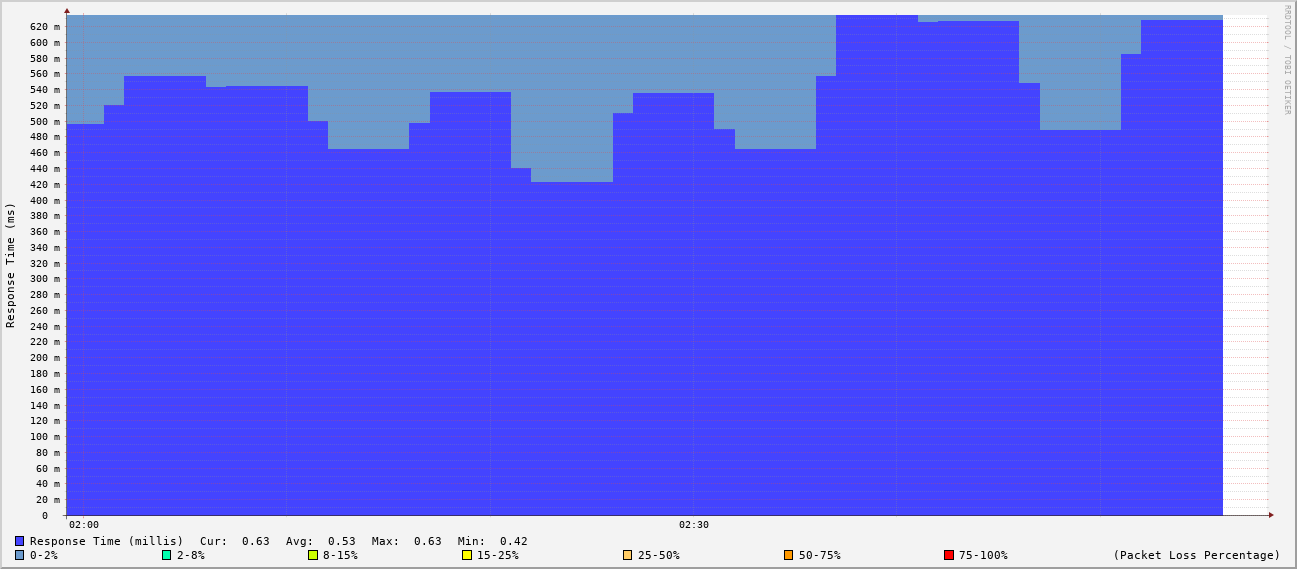 RRDTOOL / TOBI OETIKER
Response Time (ms)
620 m
600 m
580 m
560 m
540 m
520 m
500 m
480 m
460 m
440 m
420 m
400 m
380 m
360 m
340 m
320 m
300 m
280 m
260 m
240 m
220 m
200 m
180 m
160 m
140 m
120 m
100 m
80 m
60 m
40 m
20 m
0
02:00 02:30
Response Time (millis) Cur: 0.63 Avg: 0.53 Max: 0.63 Min: 0.42
0-2% 2-8% 8-15% 15-25% 25-50% 50-75% 75-100% (Packet Loss Percentage)